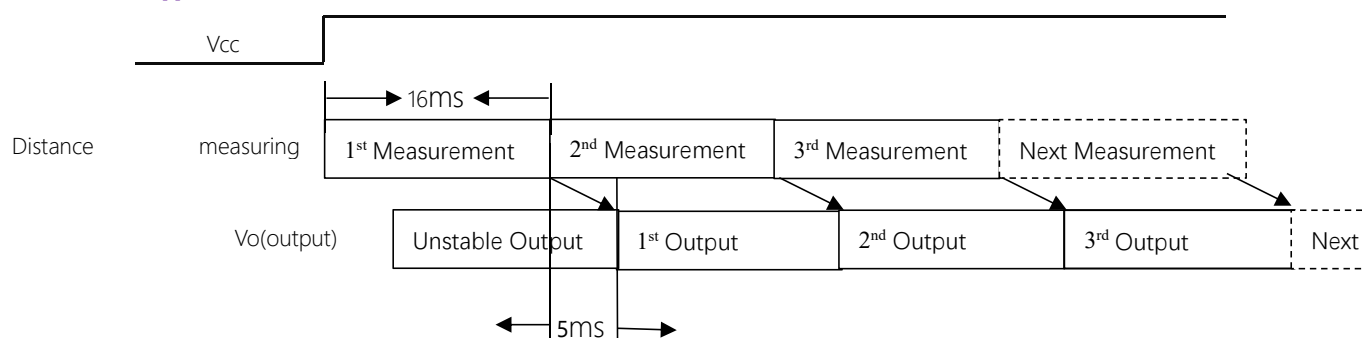 Vcc
16ms
Distance measuring 1st Measurement 2nd Measurement 3rd Measurement Next Measurement
Vo(output) Unstable Output 1st Output 2nd Output 3rd Output Next
5ms